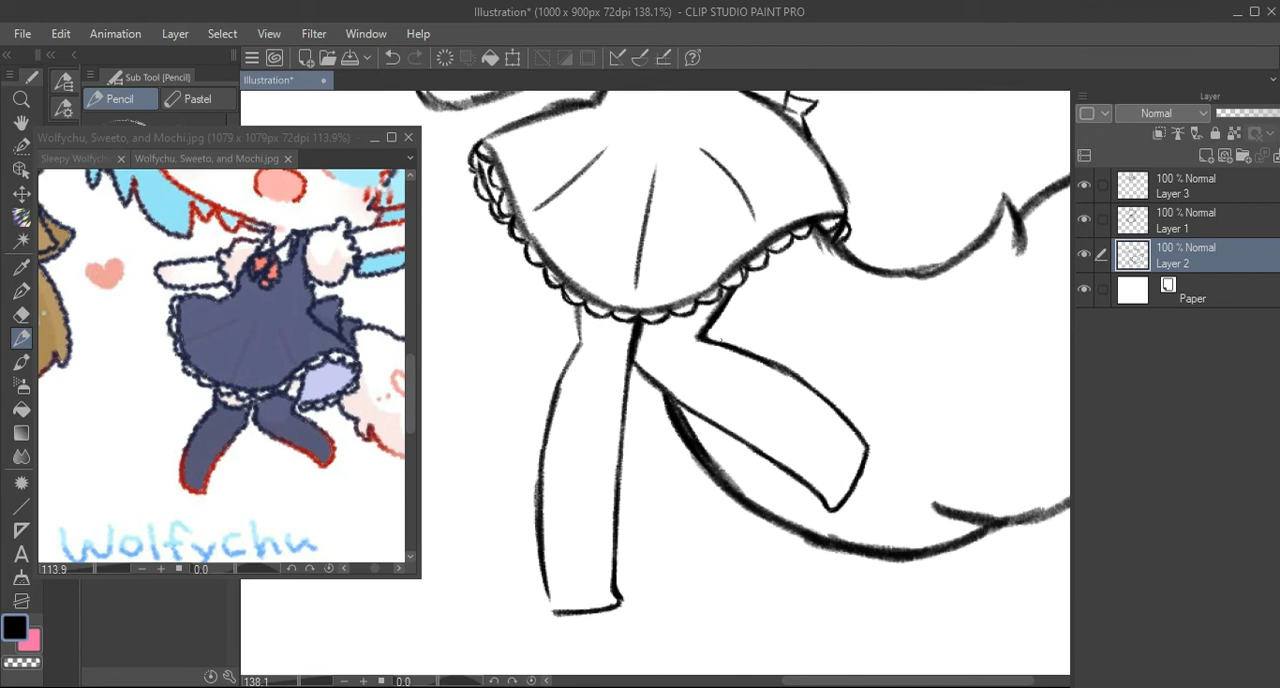 Illustration* (1000 x 900px 72dpi 138.1%) - CLIP STUDIO PAINT PRO
File Edit Animation Layer Select View Filter Window Help
Sub Tool [Pencil]
Illustration*
Pencil Pastel
Layer
Normal
Wolfychu, Sweeto, and Mochi.jpg (1079 x 1079px 72dpi 113.9%)
Sleepy Wolfych Wolfychu, Sweeto, and Mochi.jpg
100 % Normal
Layer 3
100 % Normal
Layer 1
100 % Normal
Layer 2
Paper
Wolfychu
113.9 0.0
138.1 0.0